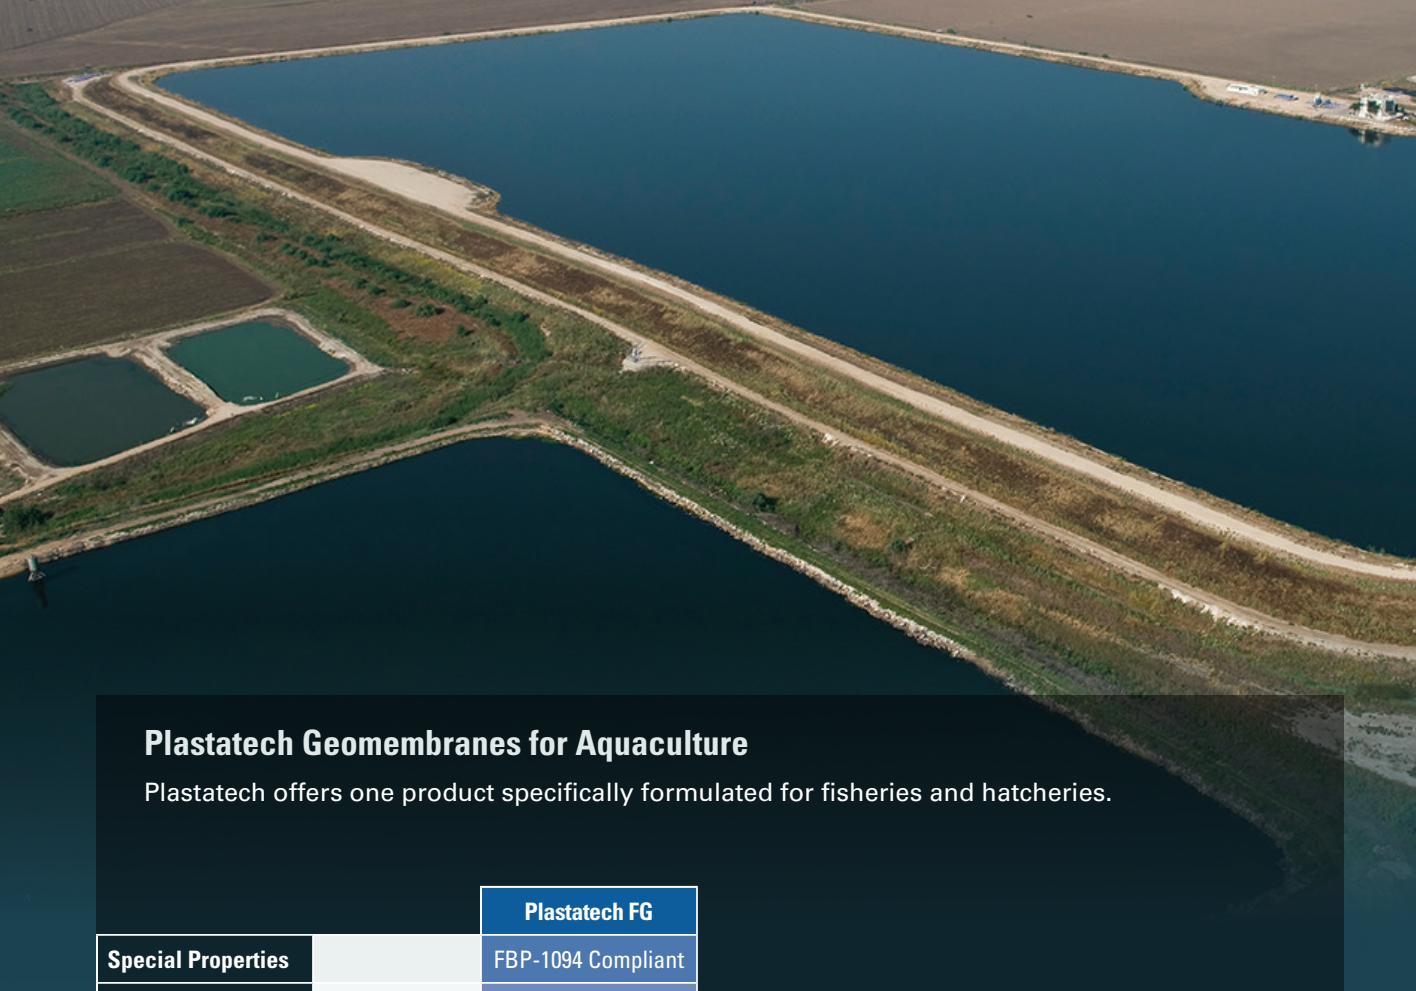 Plastatech Geomembranes for Aquaculture
Plastatech offers one product specifically formulated for fisheries and hatcheries.
Plastatech FG
Special Properties FBP-1094 Compliant